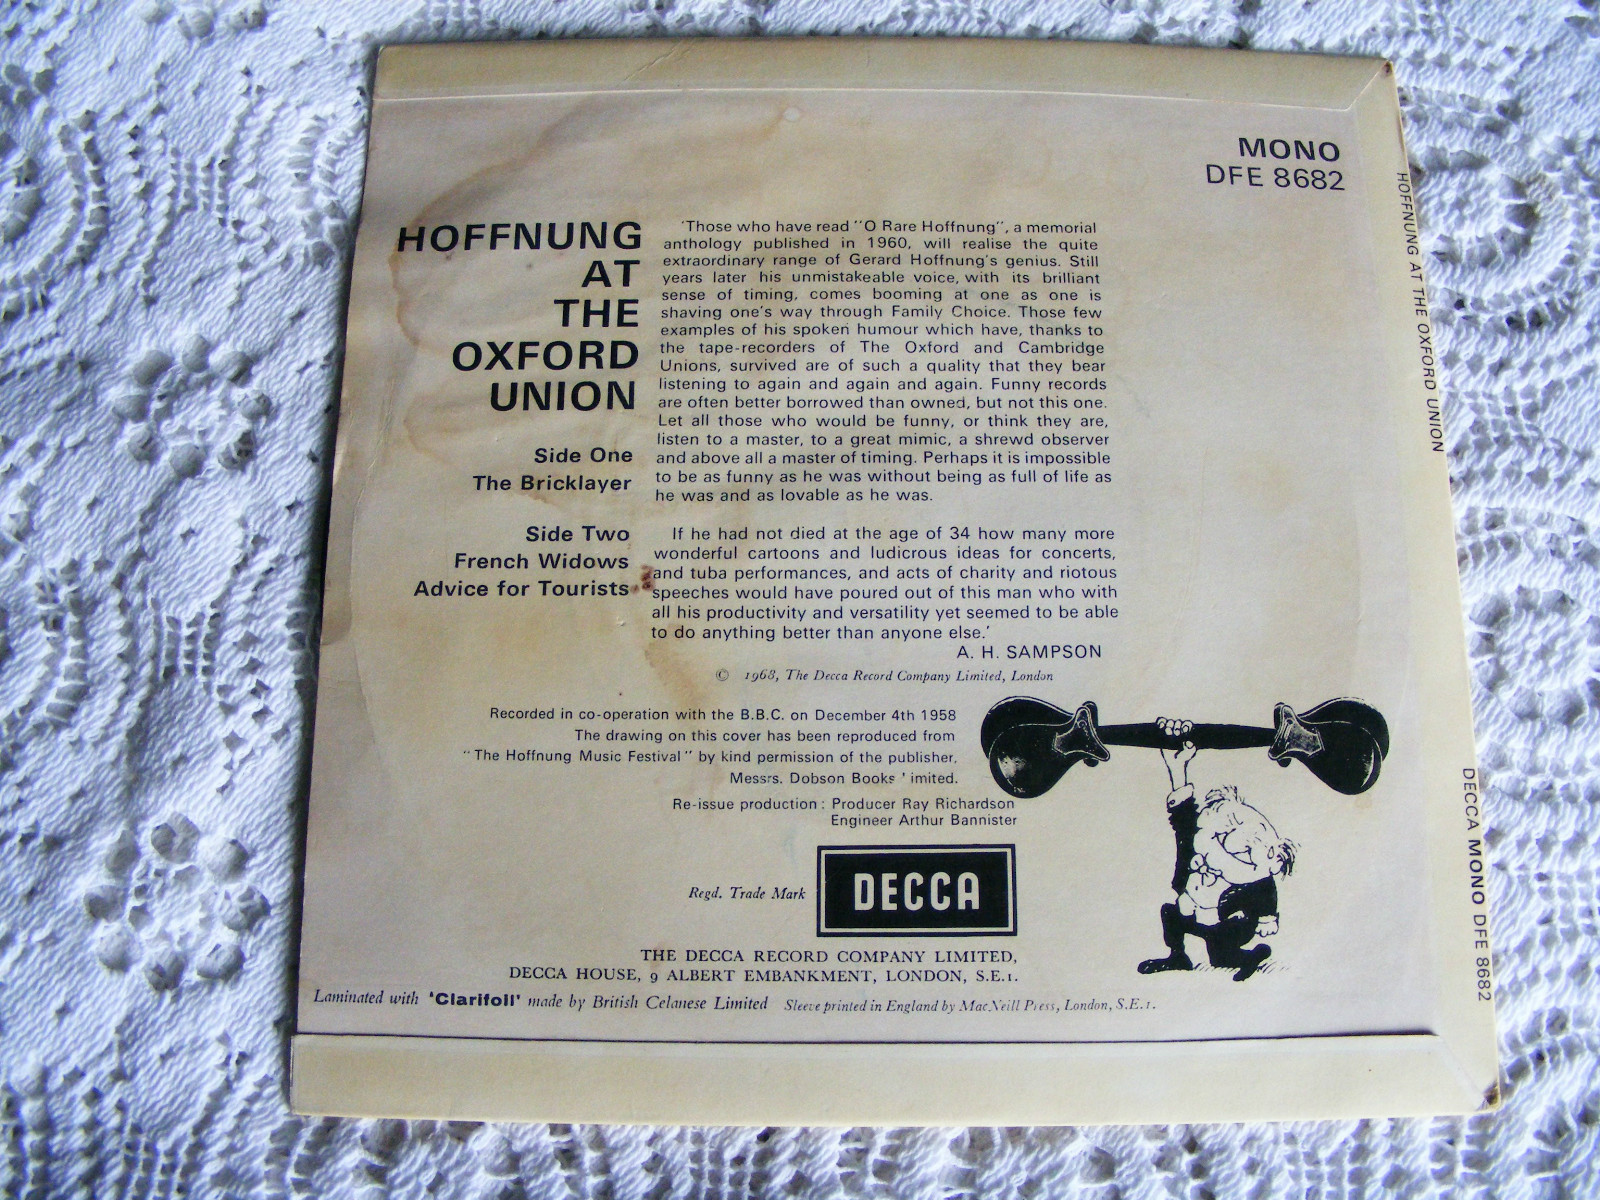 MONO
DFE 8682
HOFFNUNG
AT
THE
OXFORD
UNION
Side One
The Bricklayer
Side Two
French Widows
Advice for Tourists
'Those who have read "O Rare Hoffnung", a memorial
anthology published in 1960, will realise the quite
extraordinary range of Gerard Hoffnung's genius. Still
years later his unmistakeable voice, with its brilliant
sense of timing, comes booming at one as one is
shaving one's way through Family Choice. Those few
examples of his spoken humour which have, thanks to
the tape-recorders of The Oxford and Cambridge
Unions, survived are of such a quality that they bear
listening to again and again and again. Funny records
are often better borrowed than owned, but not this one.
Let all those who would be funny, or think they are,
listen to a master, to a great mimic, a shrewd observer
and above all a master of timing. Perhaps it is impossible
to be as funny as he was without being as full of life as
he was and as lovable as he was.
If he had not died at the age of 34 how many more
wonderful cartoons and ludicrous ideas for concerts,
and tuba performances, and acts of charity and riotous
speeches would have poured out of this man who with
all his productivity and versatility yet seemed to be able
to do anything better than anyone else.'
A. H. SAMPSON
© 1968, The Decca Record Company Limited, London
Recorded in co-operation with the B.B.C. on December 4th 1958
The drawing on this cover has been reproduced from
"The Hoffnung Music Festival" by kind permission of the publisher,
Messrs. Dobson Books 'imited.
Re-issue production: Producer Ray Richardson
Engineer Arthur Bannister
Regd. Trade Mark
DECCA
THE DECCA RECORD COMPANY LIMITED,
DECCA HOUSE, 9 ALBERT EMBANKMENT, LONDON, S.E.1.
Laminated with 'Clarifoil' made by British Celanese Limited Sleeve printed in England by MacNeill Press, London, S.E.1.
HOFFNUNG AT THE OXFORD UNION
DECCA MONO DFE 8682